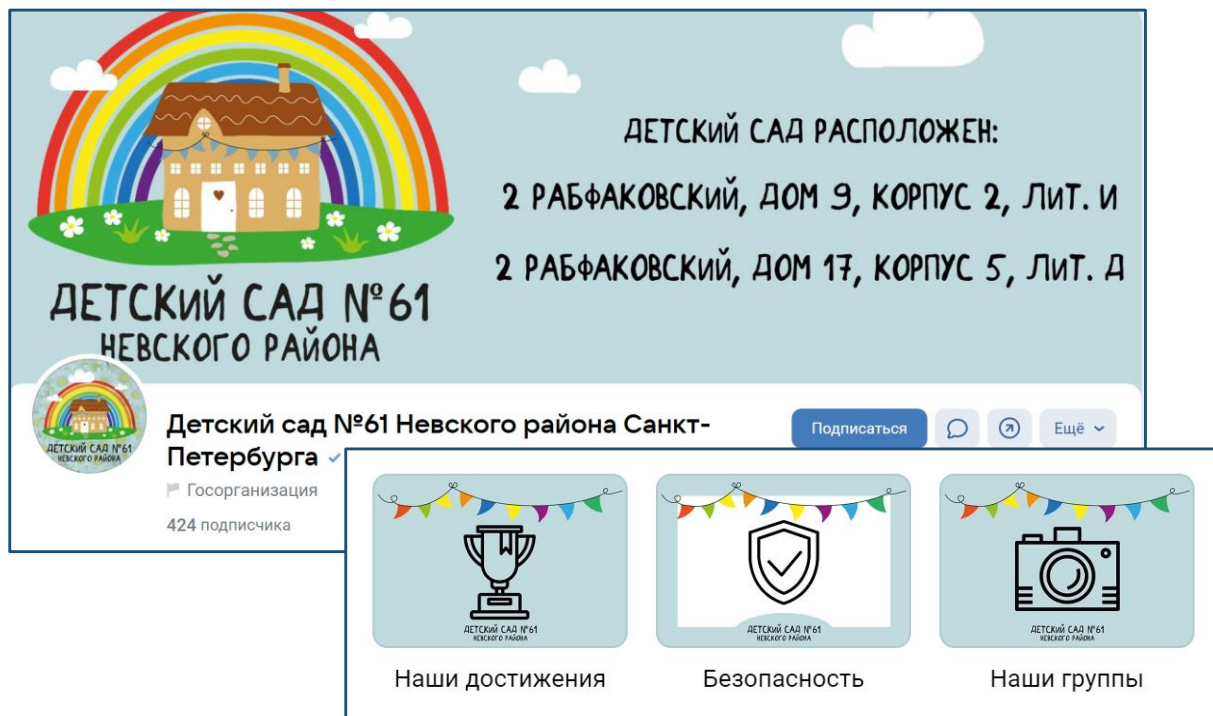 ДЕТСКИЙ САД РАСПОЛОЖЕН:
2 РАБФАКОВСКИЙ, ДОМ 9, КОРПУС 2, ЛИТ. И
2 РАБФАКОВСКИЙ, ДОМ 17, КОРПУС 5, ЛИТ. Д
ДЕТСКИЙ САД №61
НЕВСКОГО РАЙОНА
ДЕТСКИЙ САД №61
НЕВСКОГО РАЙОНА
Детский сад №61 Невского района Санкт-
Петербурга
Подписаться
Ещё
Госорганизация
424 подписчика
ДЕТСКИЙ САД №61
НЕВСКОГО РАЙОНА
Наши достижения
ДЕТСКИЙ САД №61
НЕВСКОГО РАЙОНА
Безопасность
ДЕТСКИЙ САД №61
НЕВСКОГО РАЙОНА
Наши группы